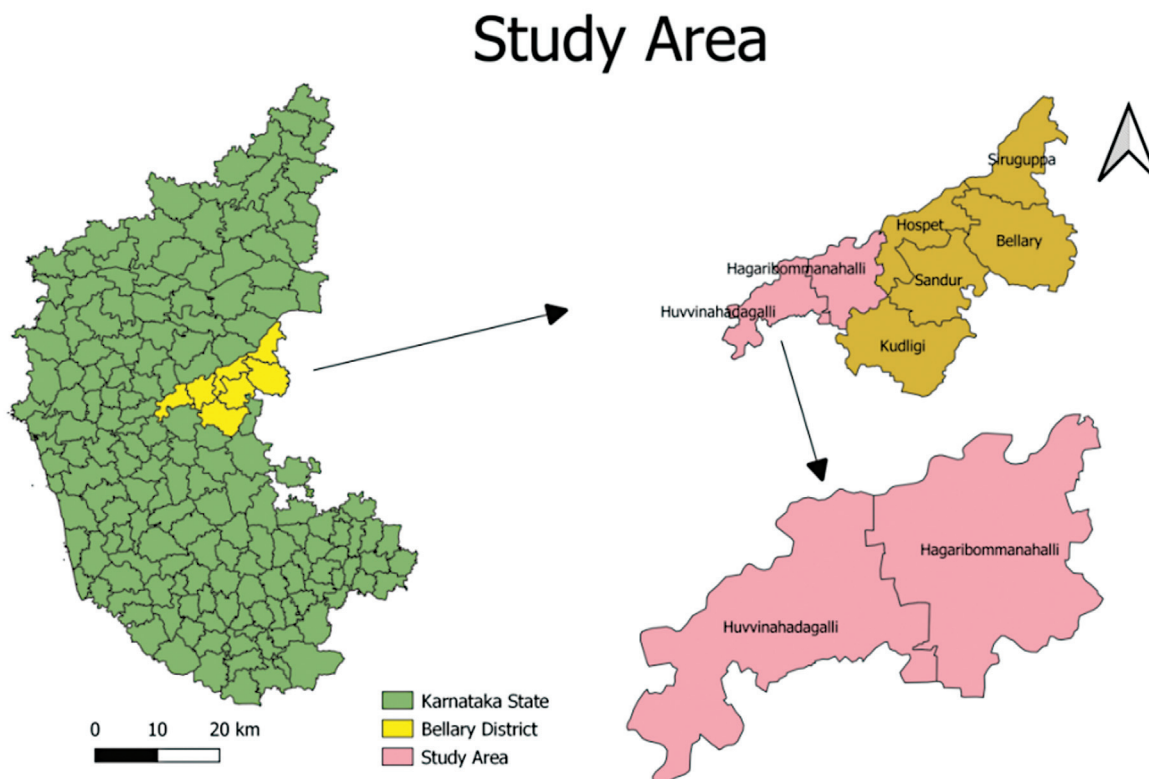 Study Area
Siruguppa
Hospet
Bellary
Hagaribommanahalli
Sandur
Huvvinahadagalli
Kudligi
Hagaribommanahalli
Huvvinahadagalli
Karnataka State
Bellary District
Study Area
0 10 20 km